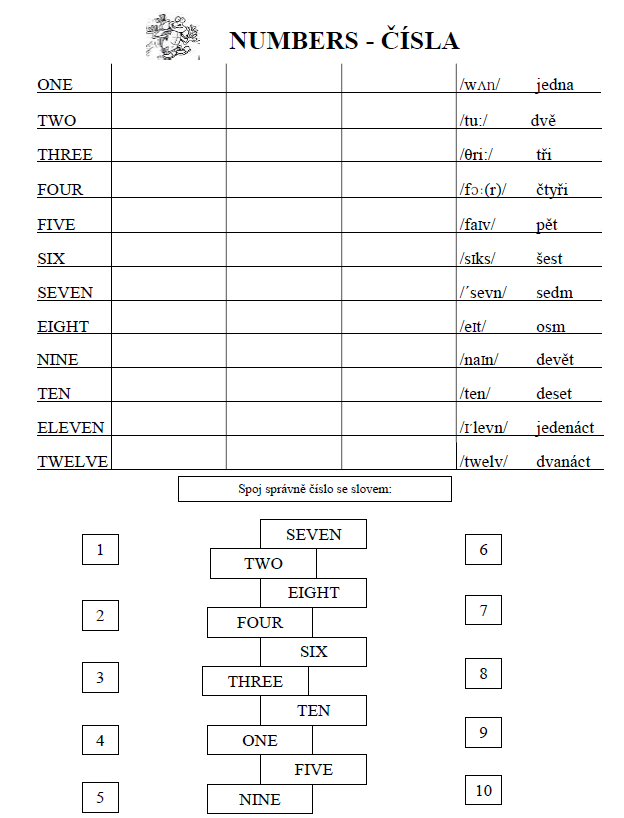 NUMBERS - ČÍSLA
ONE /wʌn/ jedna
TWO /tuː/ dvě
THREE /θriː/ tři
FOUR /fɔː(r)/ čtyři
FIVE /faɪv/ pět
SIX /sɪks/ šest
SEVEN /ˊsevn/ sedm
EIGHT /eɪt/ osm
NINE /naɪn/ devět
TEN /ten/ deset
ELEVEN /ɪˊlevn/ jedenáct
TWELVE /twelv/ dvanáct
Spoj správně číslo se slovem:
SEVEN
1 6
TWO
EIGHT
2 7
FOUR
SIX
3 8
THREE
TEN
4 9
ONE
FIVE
5 10
NINE